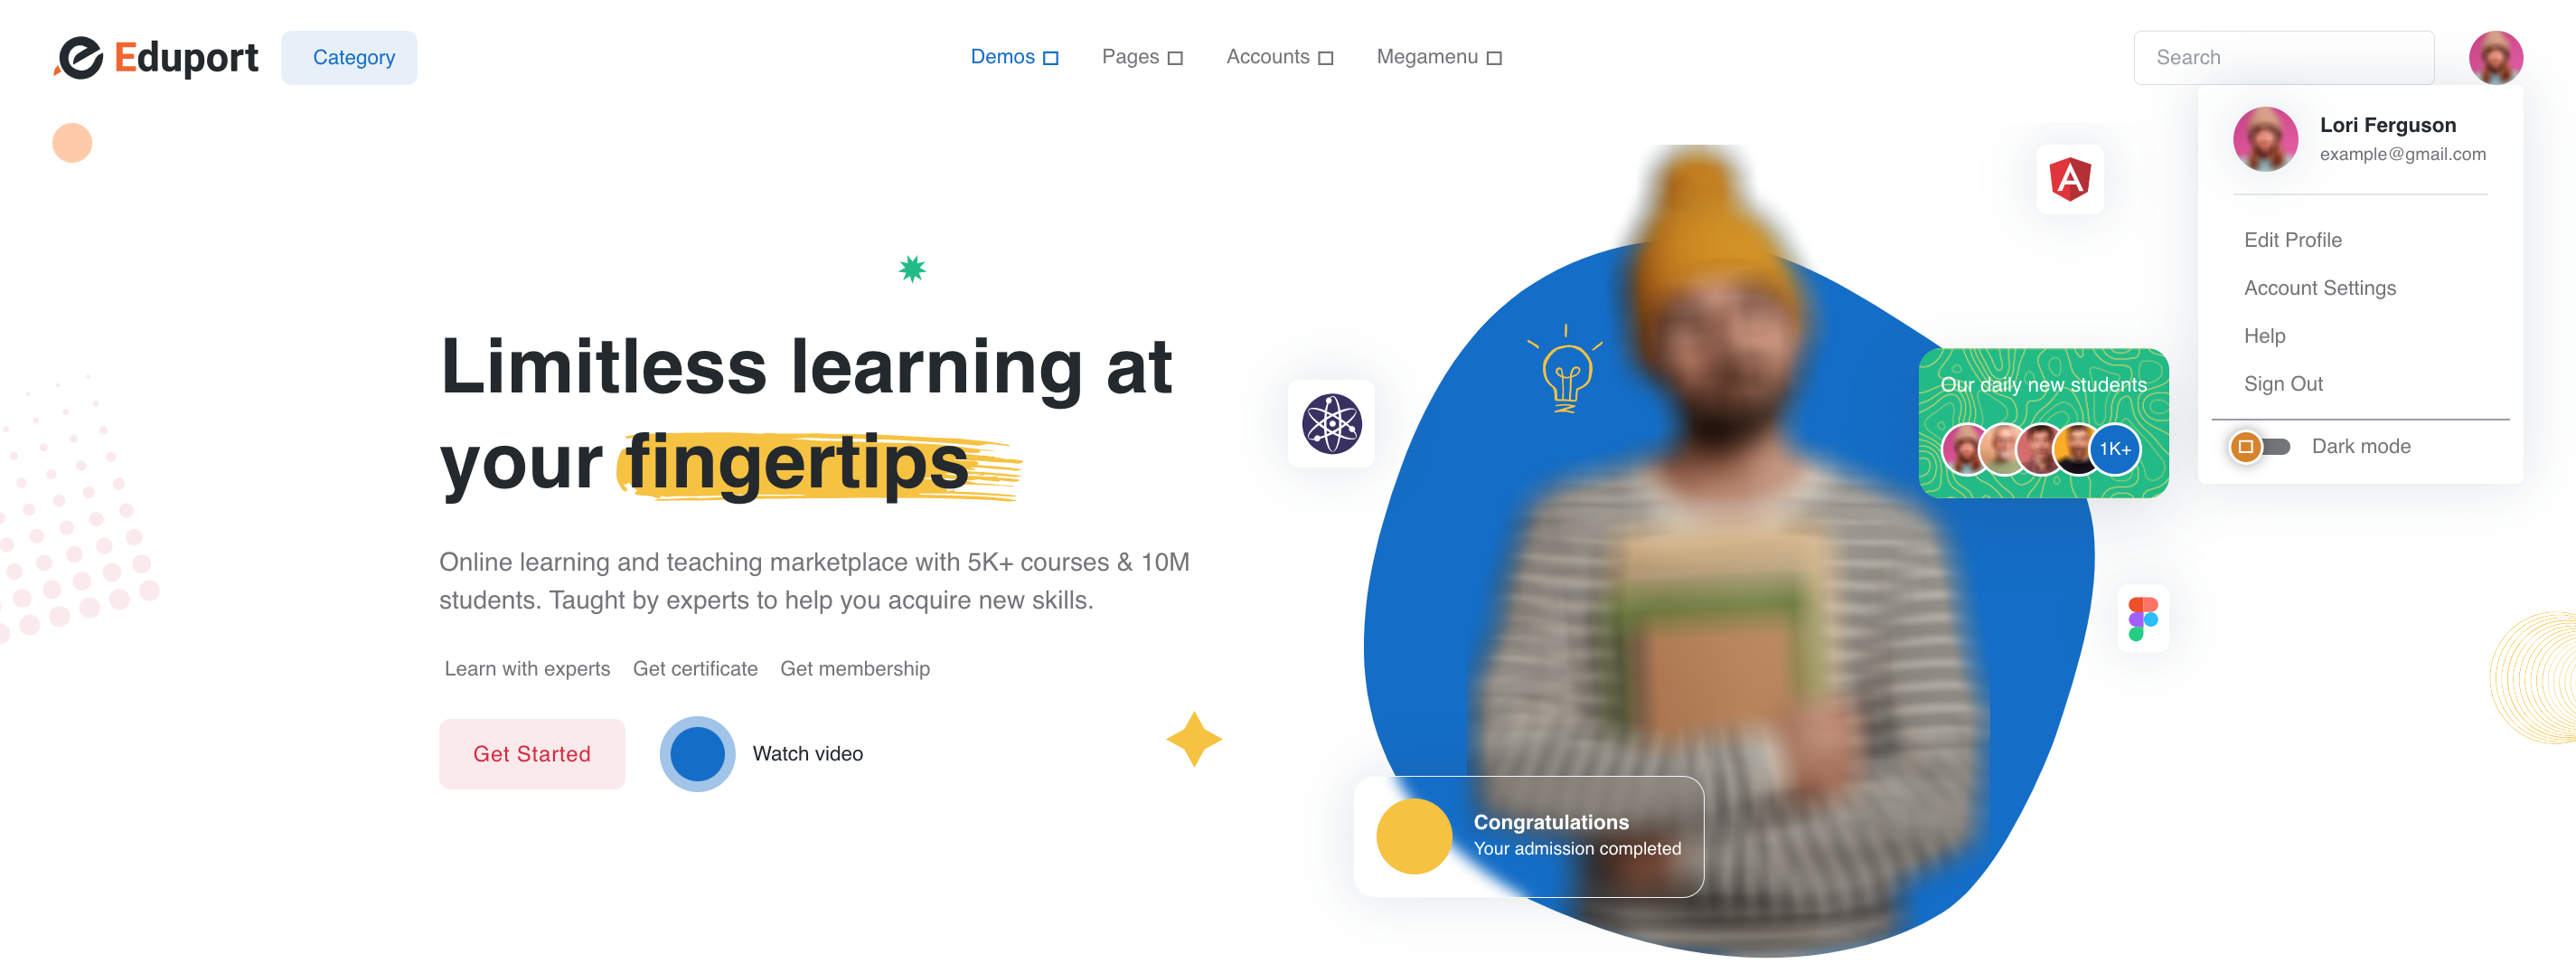 Eduport
Category
Demos
Pages
Accounts
Megamenu
Search
Lori Ferguson
example@gmail.com
Edit Profile
Account Settings
Help
Sign Out
Dark mode
Limitless learning at
your fingertips
Online learning and teaching marketplace with 5K+ courses & 10M
students. Taught by experts to help you acquire new skills.
Learn with experts
Get certificate
Get membership
Get Started
Watch video
Our daily new students
1K+
Congratulations
Your admission completed